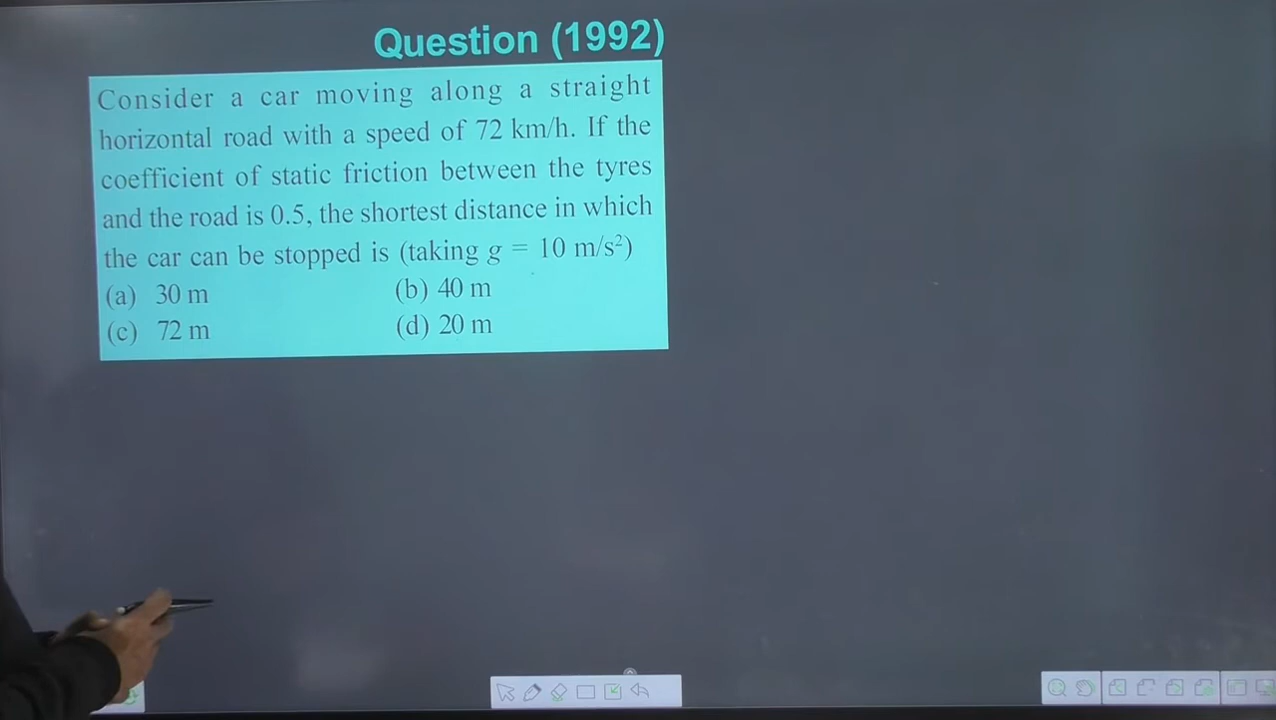 Question (1992)
Consider a car moving along a straight
horizontal road with a speed of 72 km/h. If the
coefficient of static friction between the tyres
and the road is 0.5, the shortest distance in which
the car can be stopped is (taking g = 10 m/s²)
(a) 30 m (b) 40 m
(c) 72 m (d) 20 m